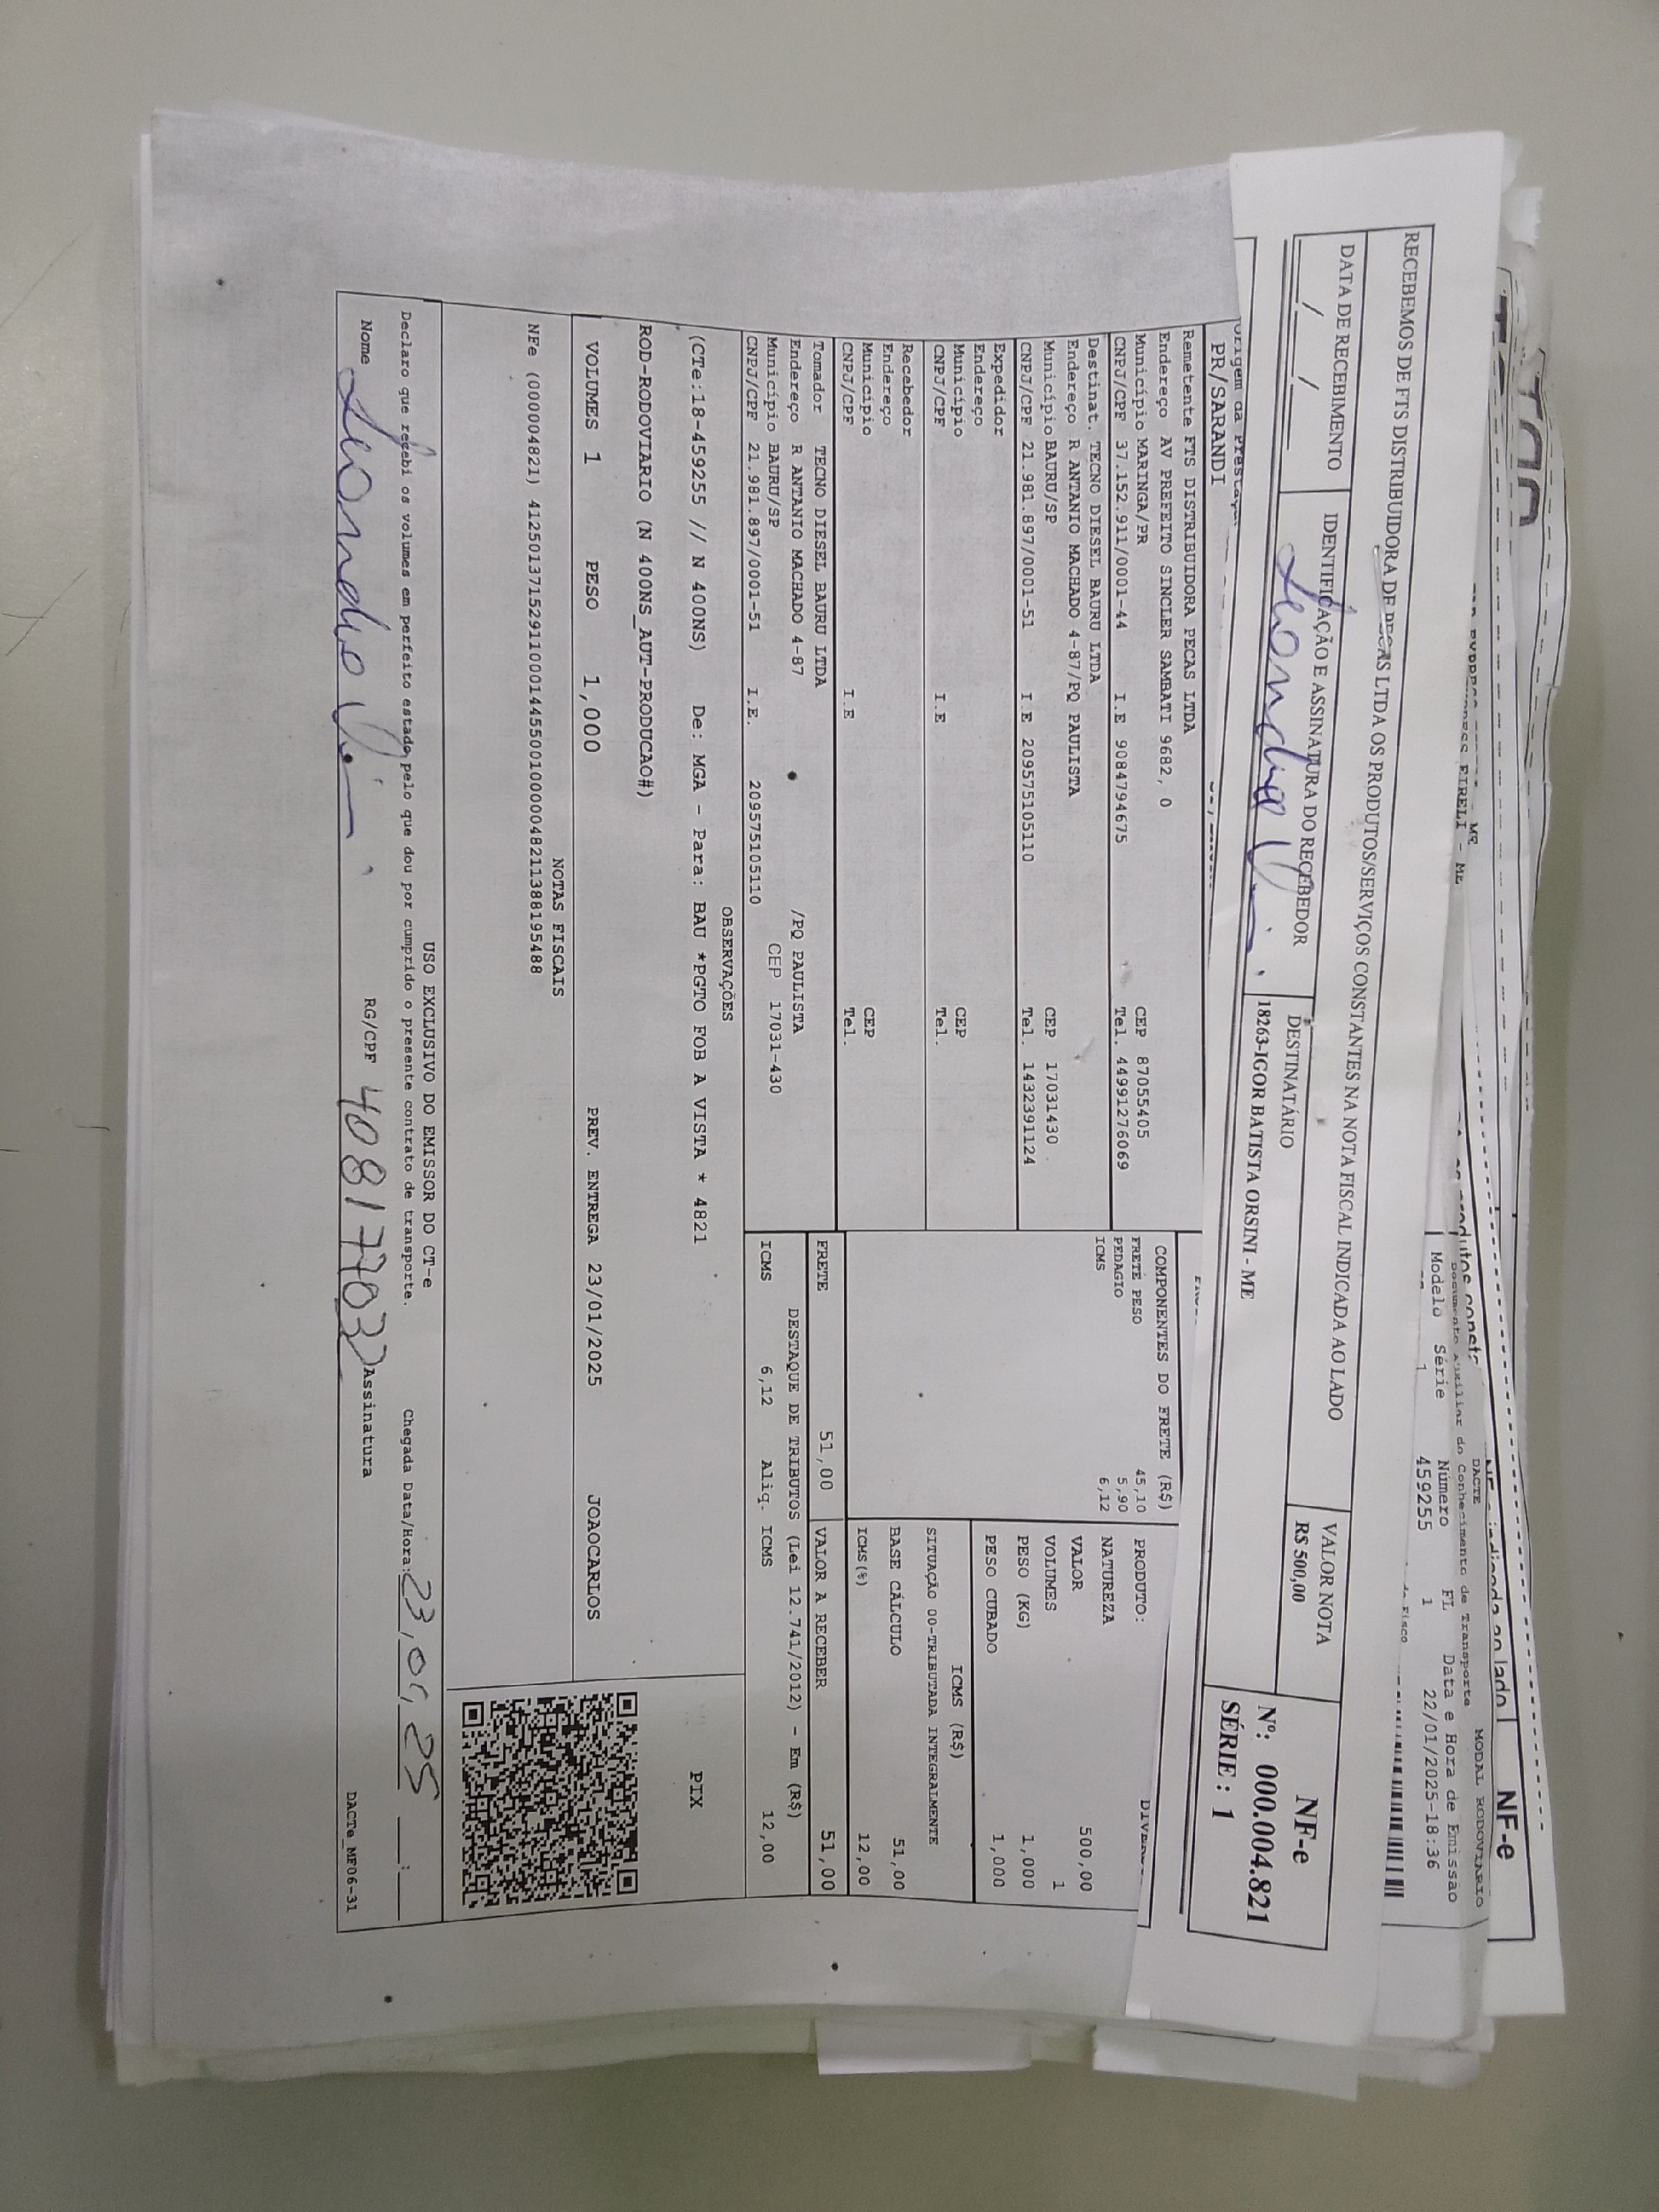 NF-e
DACTE
MODAL RODOVIARIO
Documento Auxiliar do Conhecimento de Transporte
Modelo Série Número FL Data e Hora de Emissão
1 459255 1 22/01/2025-18:36
EIRELI - ME
RECEBEMOS DE FTS DISTRIBUIDORA DE PECAS LTDA OS PRODUTOS/SERVIÇOS CONSTANTES NA NOTA FISCAL INDICADA AO LADO
DATA DE RECEBIMENTO
IDENTIFICAÇÃO E ASSINATURA DO RECEBEDOR
DESTINATÁRIO
18263-IGOR BATISTA ORSINI - ME
VALOR NOTA
R$ 500,00
NF-e
Nº: 000.004.821
SÉRIE : 1
PR/SARANDI
Remetente FTS DISTRIBUIDORA PECAS LTDA
Endereço AV PREFEITO SINCLER SAMBATI 9682, 0
Município MARINGA/PR CEP 87055405
CNPJ/CPF 37.152.911/0001-44 I.E 9084794675 Tel. 44991276069
Destinat. TECNO DIESEL BAURU LTDA
Endereço R ANTANIO MACHADO 4-87/PQ PAULISTA
Município BAURU/SP CEP 17031430
CNPJ/CPF 21.981.897/0001-51 I.E 209575105110 Tel. 1432391124
Expedidor
Endereço
Município CEP
CNPJ/CPF I.E Tel.
Recebedor
Endereço
Município CEP
CNPJ/CPF I.E Tel.
Tomador TECNO DIESEL BAURU LTDA
Endereço R ANTANIO MACHADO 4-87 /PQ PAULISTA
Município BAURU/SP CEP 17031-430
CNPJ/CPF 21.981.897/0001-51 I.E. 209575105110
COMPONENTES DO FRETE (R$)
FRETE PESO 45,10
PEDAGIO 5,90
ICMS 6,12
PRODUTO:
NATUREZA
VALOR 500,00
VOLUMES 1
PESO (KG) 1,000
PESO CUBADO 1,000
ICMS (R$)
SITUAÇÃO 00-TRIBUTADA INTEGRALMENTE
BASE CÁLCULO 51,00
ICMS(%) 12,00
FRETE 51,00
VALOR A RECEBER 51,00
DESTAQUE DE TRIBUTOS (Lei 12.741/2012) - Em (R$)
ICMS 6,12 Aliq. ICMS 12,00
OBSERVAÇÕES
(CTe:18-459255 // N 400NS) De: MGA - Para: BAU *PGTO FOB A VISTA * 4821
ROD-RODOVIARIO (N 400NS_AUT-PRODUCAO#)
PIX
VOLUMES 1 PESO 1,000 PREV. ENTREGA 23/01/2025 JOAOCARLOS
NOTAS FISCAIS
NFe (000004821) 41250137152911000144550010000048211388195488
USO EXCLUSIVO DO EMISSOR DO CT-e
Declaro que recebi os volumes em perfeito estado pelo que dou por cumprido o presente contrato de transporte. Chegada Data/Hora: 23,01,25
Nome RG/CPF 408177032 Assinatura
DACTe_MF06-31